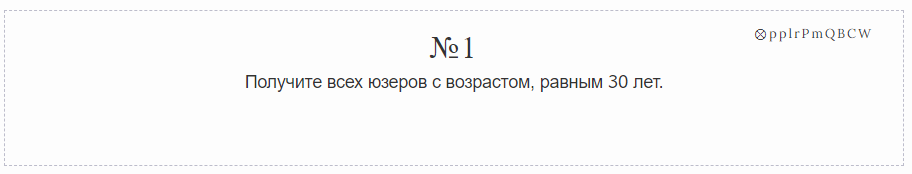 №1
⊗pplrPmQBCW
Получите всех юзеров с возрастом, равным 30 лет.